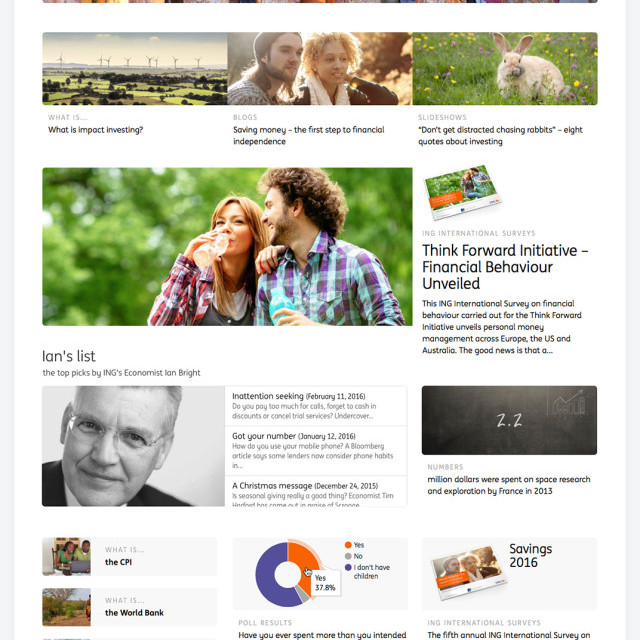 WHAT IS...
What is impact investing?
BLOGS
Saving money – the first step to financial
independence
SLIDESHOWS
“Don’t get distracted chasing rabbits” – eight
quotes about investing
ING INTERNATIONAL SURVEYS
Think Forward Initiative –
Financial Behaviour
Unveiled
This ING International Survey on financial
behaviour carried out for the Think Forward
Initiative unveils personal money
management across Europe, the US and
Australia. The good news is that a...
Ian's list
the top picks by ING's Economist Ian Bright
Inattention seeking (February 11, 2016)
Do you pay too much for calls, forget to cash in
discounts or cancel trial services? Undercover...
Got your number (January 12, 2016)
How do you use your mobile phone? A Bloomberg
article says some lenders now consider phone habits
in...
A Christmas message (December 24, 2015)
Is seasonal giving really a good thing? Economist Tim
Harford has come out in praise of Scrooge
2.2
NUMBERS
million dollars were spent on space research
and exploration by France in 2013
WHAT IS...
the CPI
WHAT IS...
the World Bank
Yes
No
I don't have
children
Yes
37.8%
POLL RESULTS
Have you ever spent more than you intended
Savings
2016
ING INTERNATIONAL SURVEYS
The fifth annual ING International Survey on